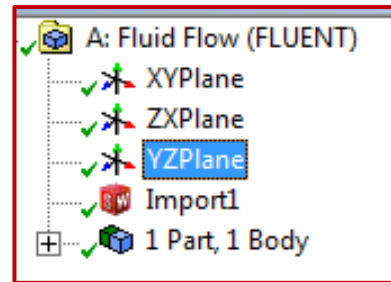 A: Fluid Flow (FLUENT)
XYPlane
ZXPlane
YZPlane
Import1
1 Part, 1 Body